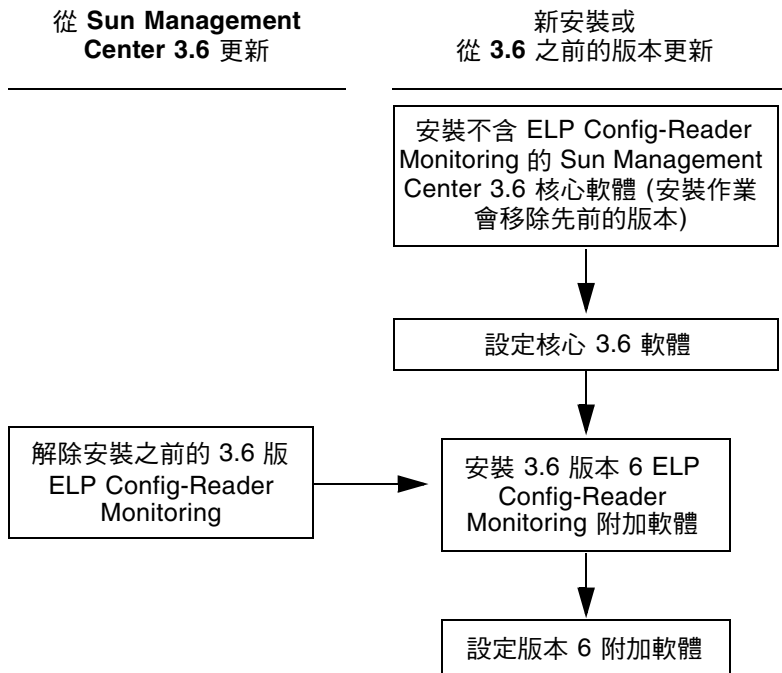 從 Sun Management
Center 3.6 更新
新安裝或
從 3.6 之前的版本更新
安裝不含 ELP Config-Reader
Monitoring 的 Sun Management
Center 3.6 核心軟體 (安裝作業
會移除先前的版本)
設定核心 3.6 軟體
解除安裝之前的 3.6 版
ELP Config-Reader
Monitoring
安裝 3.6 版本 6 ELP
Config-Reader
Monitoring 附加軟體
設定版本 6 附加軟體